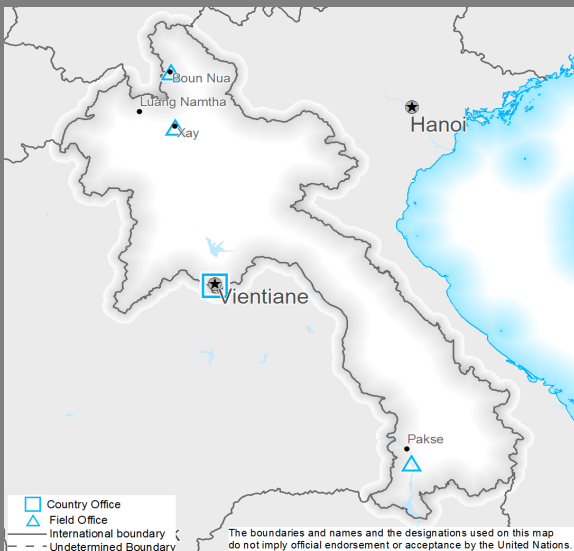 Boun Nua
Luang Namtha
Xay
Hanoi
Vientiane
Pakse
Country Office
Field Office
International boundary
Undetermined Boundary
K
The boundaries and names and the designations used on this map
do not imply official endorsement or acceptance by the United Nations.